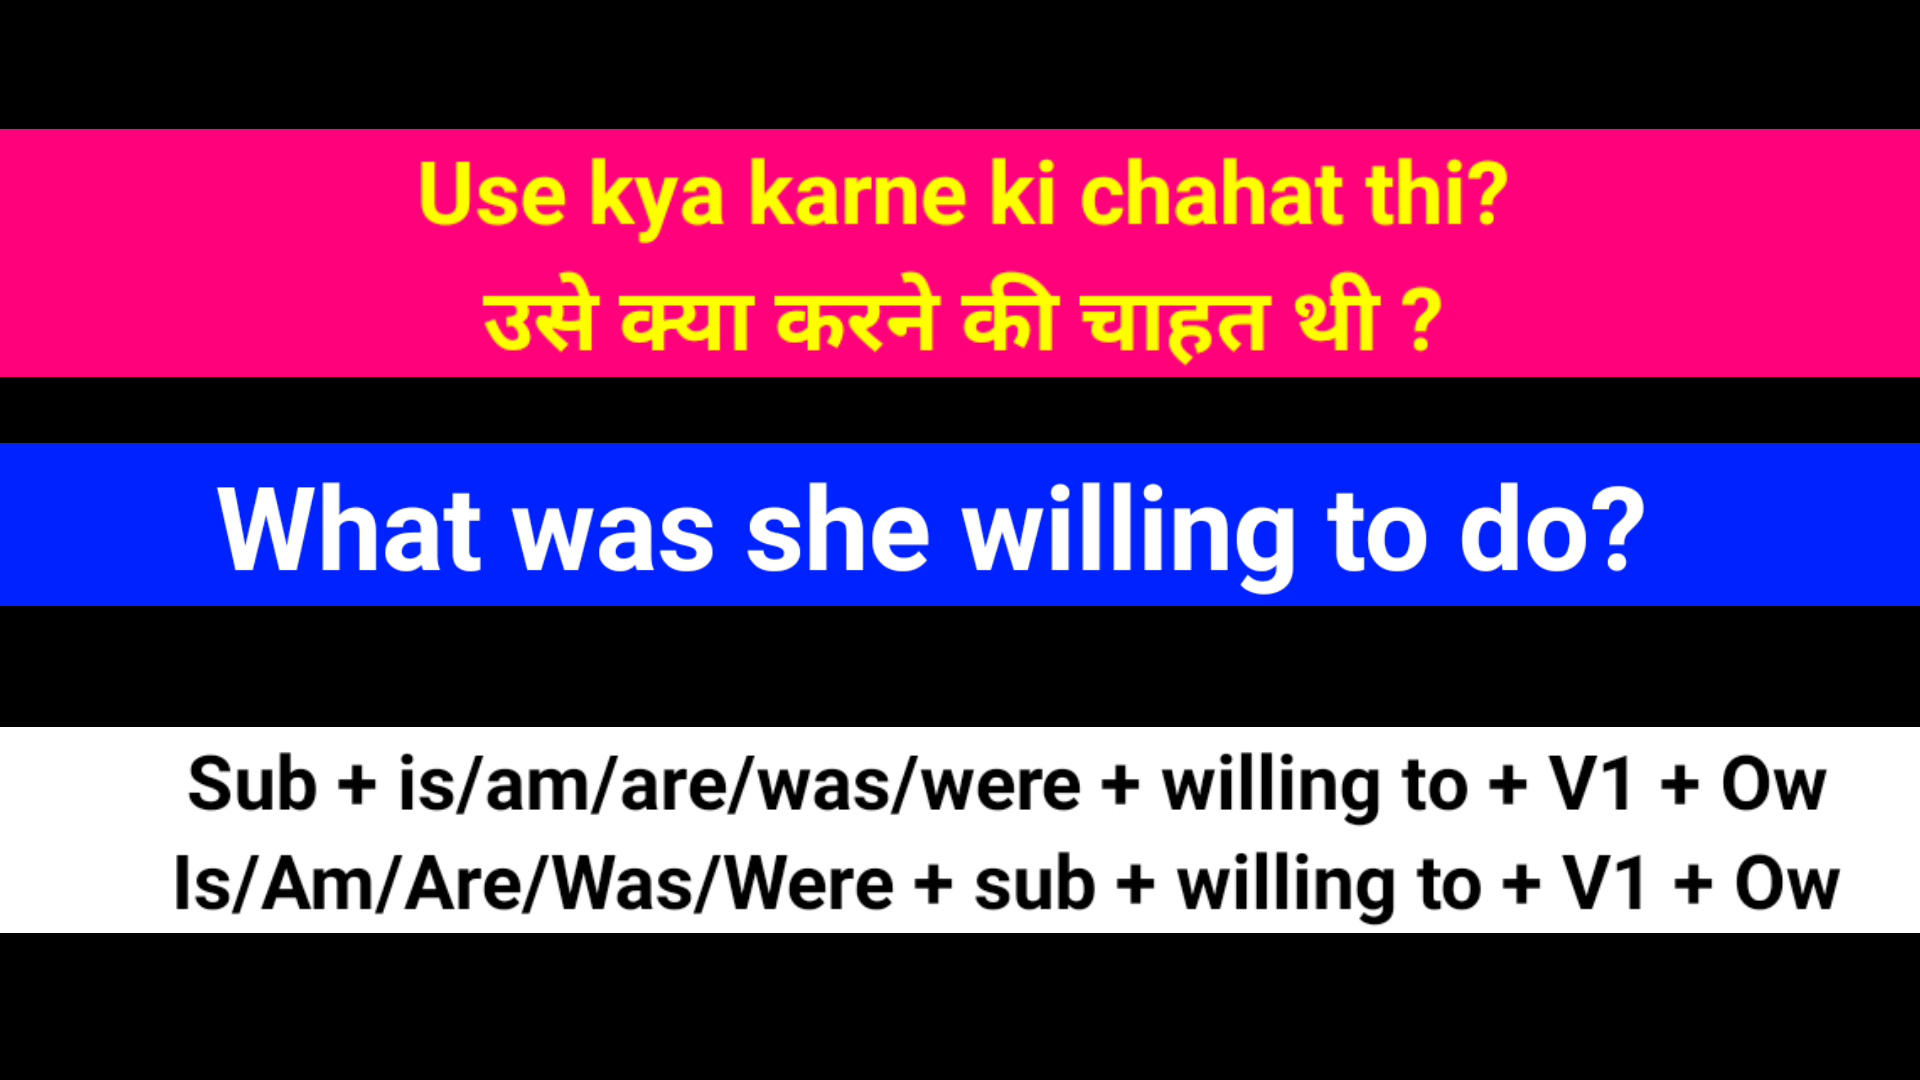 Use kya karne ki chahat thi?
उसे क्या करने की चाहत थी ?
What was she willing to do?
Sub + is/am/are/was/were + willing to + V1 + Ow
Is/Am/Are/Was/Were + sub + willing to + V1 + Ow